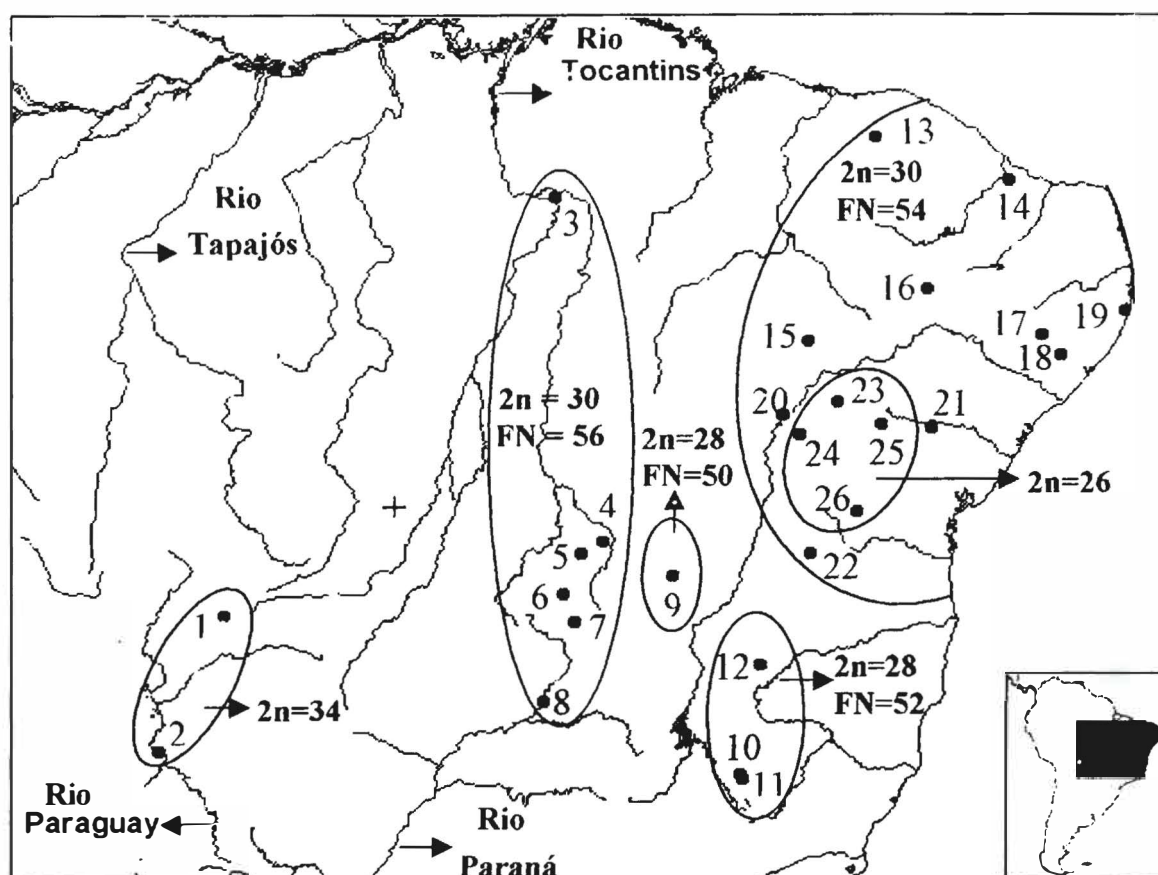 Rio
Tocantins
13
2n=30
FN=54
14
Rio
Tapajós
3
16
19
17
18
15
2n = 30
FN = 56
20
23
21
24
25
2n=28
FN=50
2n=26
26
4
5
22
6
9
7
1
12
2n=28
FN=52
2n=34
8
2
10
11
Rio
Paraguay
Rio
Paraná